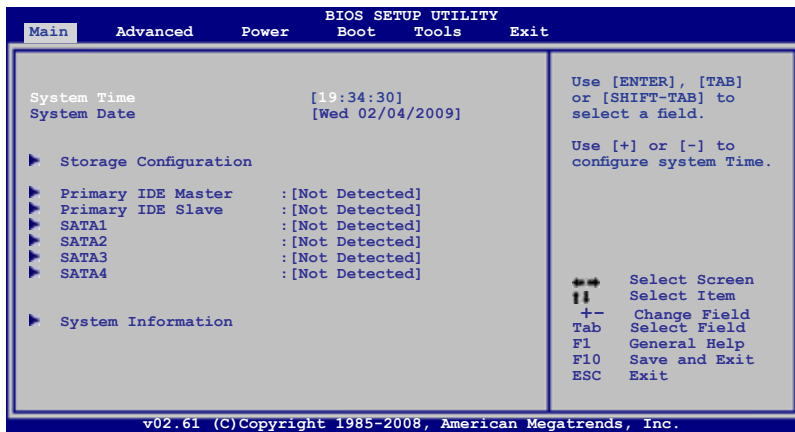 BIOS SETUP UTILITY
Main Advanced Power Boot Tools Exit
System Time [19:34:30]
System Date [Wed 02/04/2009]
Storage Configuration
Primary IDE Master :[Not Detected]
Primary IDE Slave :[Not Detected]
SATA1 :[Not Detected]
SATA2 :[Not Detected]
SATA3 :[Not Detected]
SATA4 :[Not Detected]
System Information
Use [ENTER], [TAB]
or [SHIFT-TAB] to
select a field.
Use [+] or [-] to
configure system Time.
Select Screen
Select Item
+- Change Field
Tab Select Field
F1 General Help
F10 Save and Exit
ESC Exit
v02.61 (C)Copyright 1985-2008, American Megatrends, Inc.